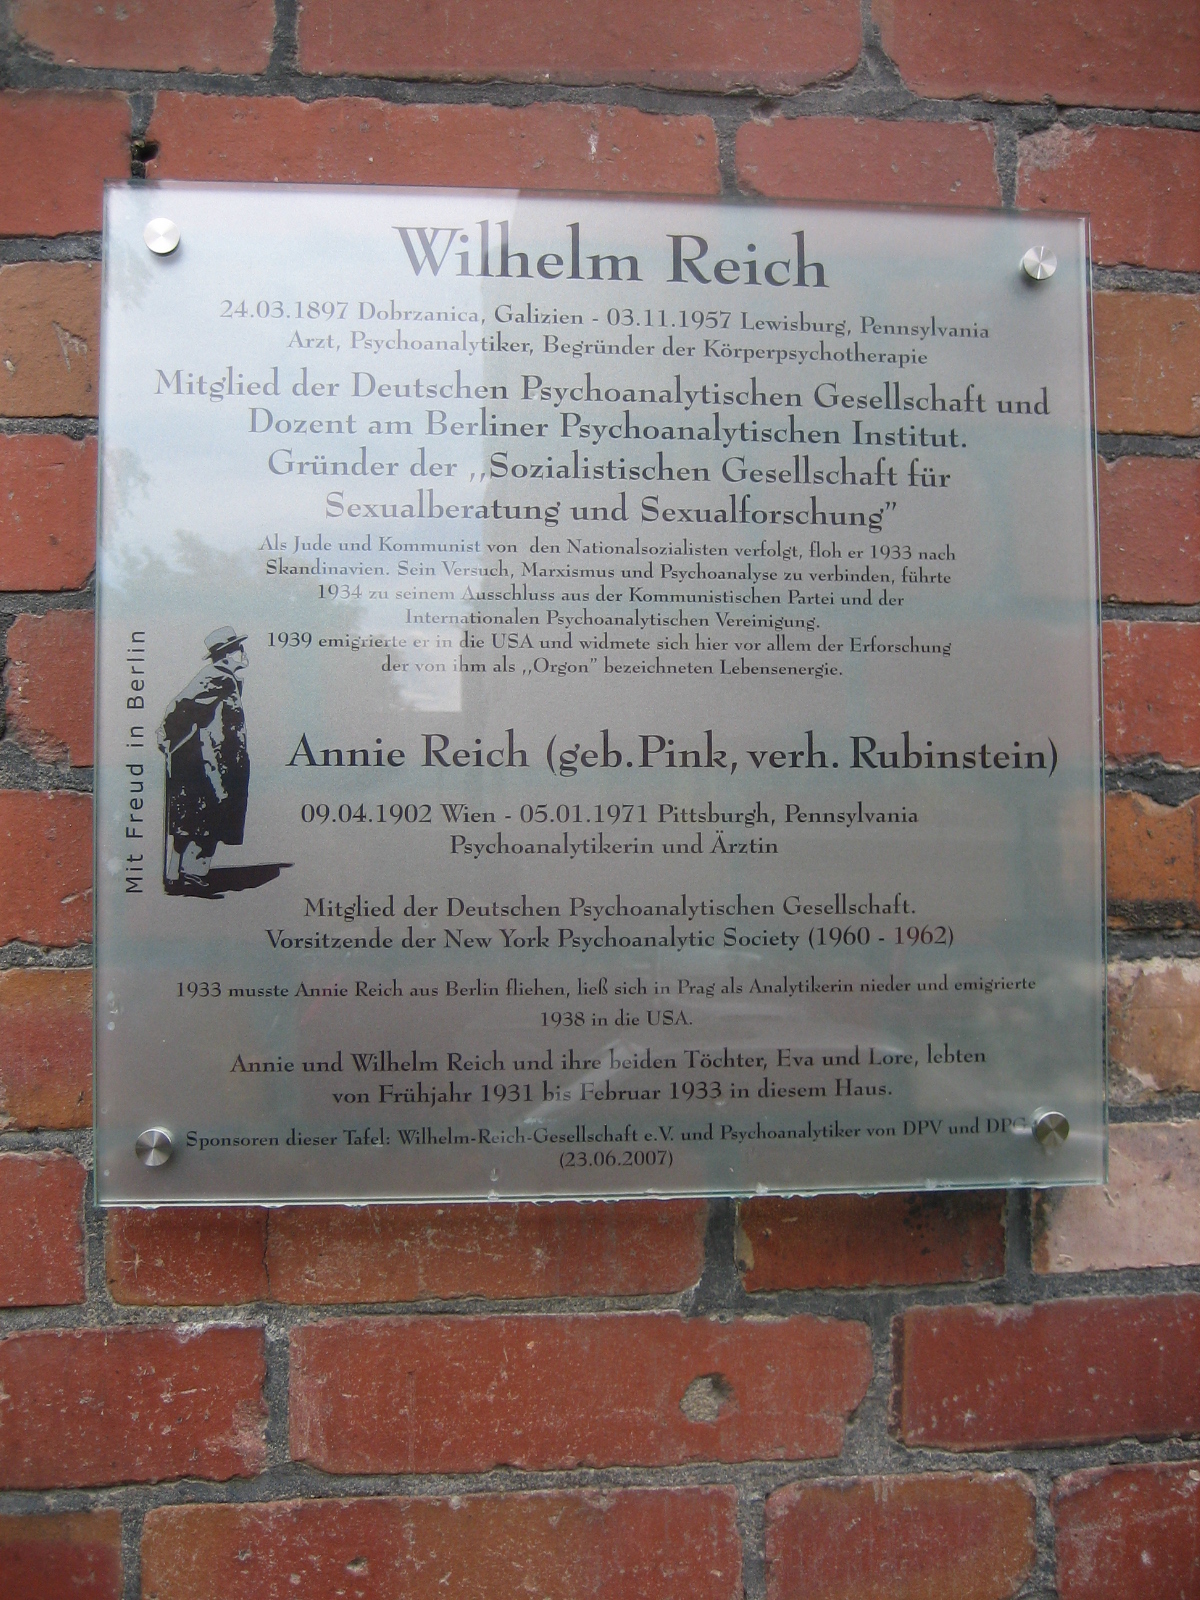 Wilhelm Reich
24.03.1897 Dobrzanica, Galizien - 03.11.1957 Lewisburg, Pennsylvania
Arzt, Psychoanalytiker, Begründer der Körperpsychotherapie
Mitglied der Deutschen Psychoanalytischen Gesellschaft und
Dozent am Berliner Psychoanalytischen Institut.
Gründer der ,,Sozialistischen Gesellschaft für
Sexualberatung und Sexualforschung”
Als Jude und Kommunist von den Nationalsozialisten verfolgt, floh er 1933 nach
Skandinavien. Sein Versuch, Marxismus und Psychoanalyse zu verbinden, führte
1934 zu seinem Ausschluss aus der Kommunistischen Partei und der
Internationalen Psychoanalytischen Vereinigung.
1939 emigrierte er in die USA und widmete sich hier vor allem der Erforschung
der von ihm als ,,Orgon” bezeichneten Lebensenergie.
Mit Freud in Berlin
Annie Reich (geb.Pink, verh. Rubinstein)
09.04.1902 Wien - 05.01.1971 Pittsburgh, Pennsylvania
Psychoanalytikerin und Ärztin
Mitglied der Deutschen Psychoanalytischen Gesellschaft.
Vorsitzende der New York Psychoanalytic Society (1960 - 1962)
1933 musste Annie Reich aus Berlin fliehen, ließ sich in Prag als Analytikerin nieder und emigrierte
1938 in die USA.
Annie und Wilhelm Reich und ihre beiden Töchter, Eva und Lore, lebten
von Frühjahr 1931 bis Februar 1933 in diesem Haus.
Sponsoren dieser Tafel: Wilhelm-Reich-Gesellschaft e.V. und Psychoanalytiker von DPV und DPG
(23.06.2007)